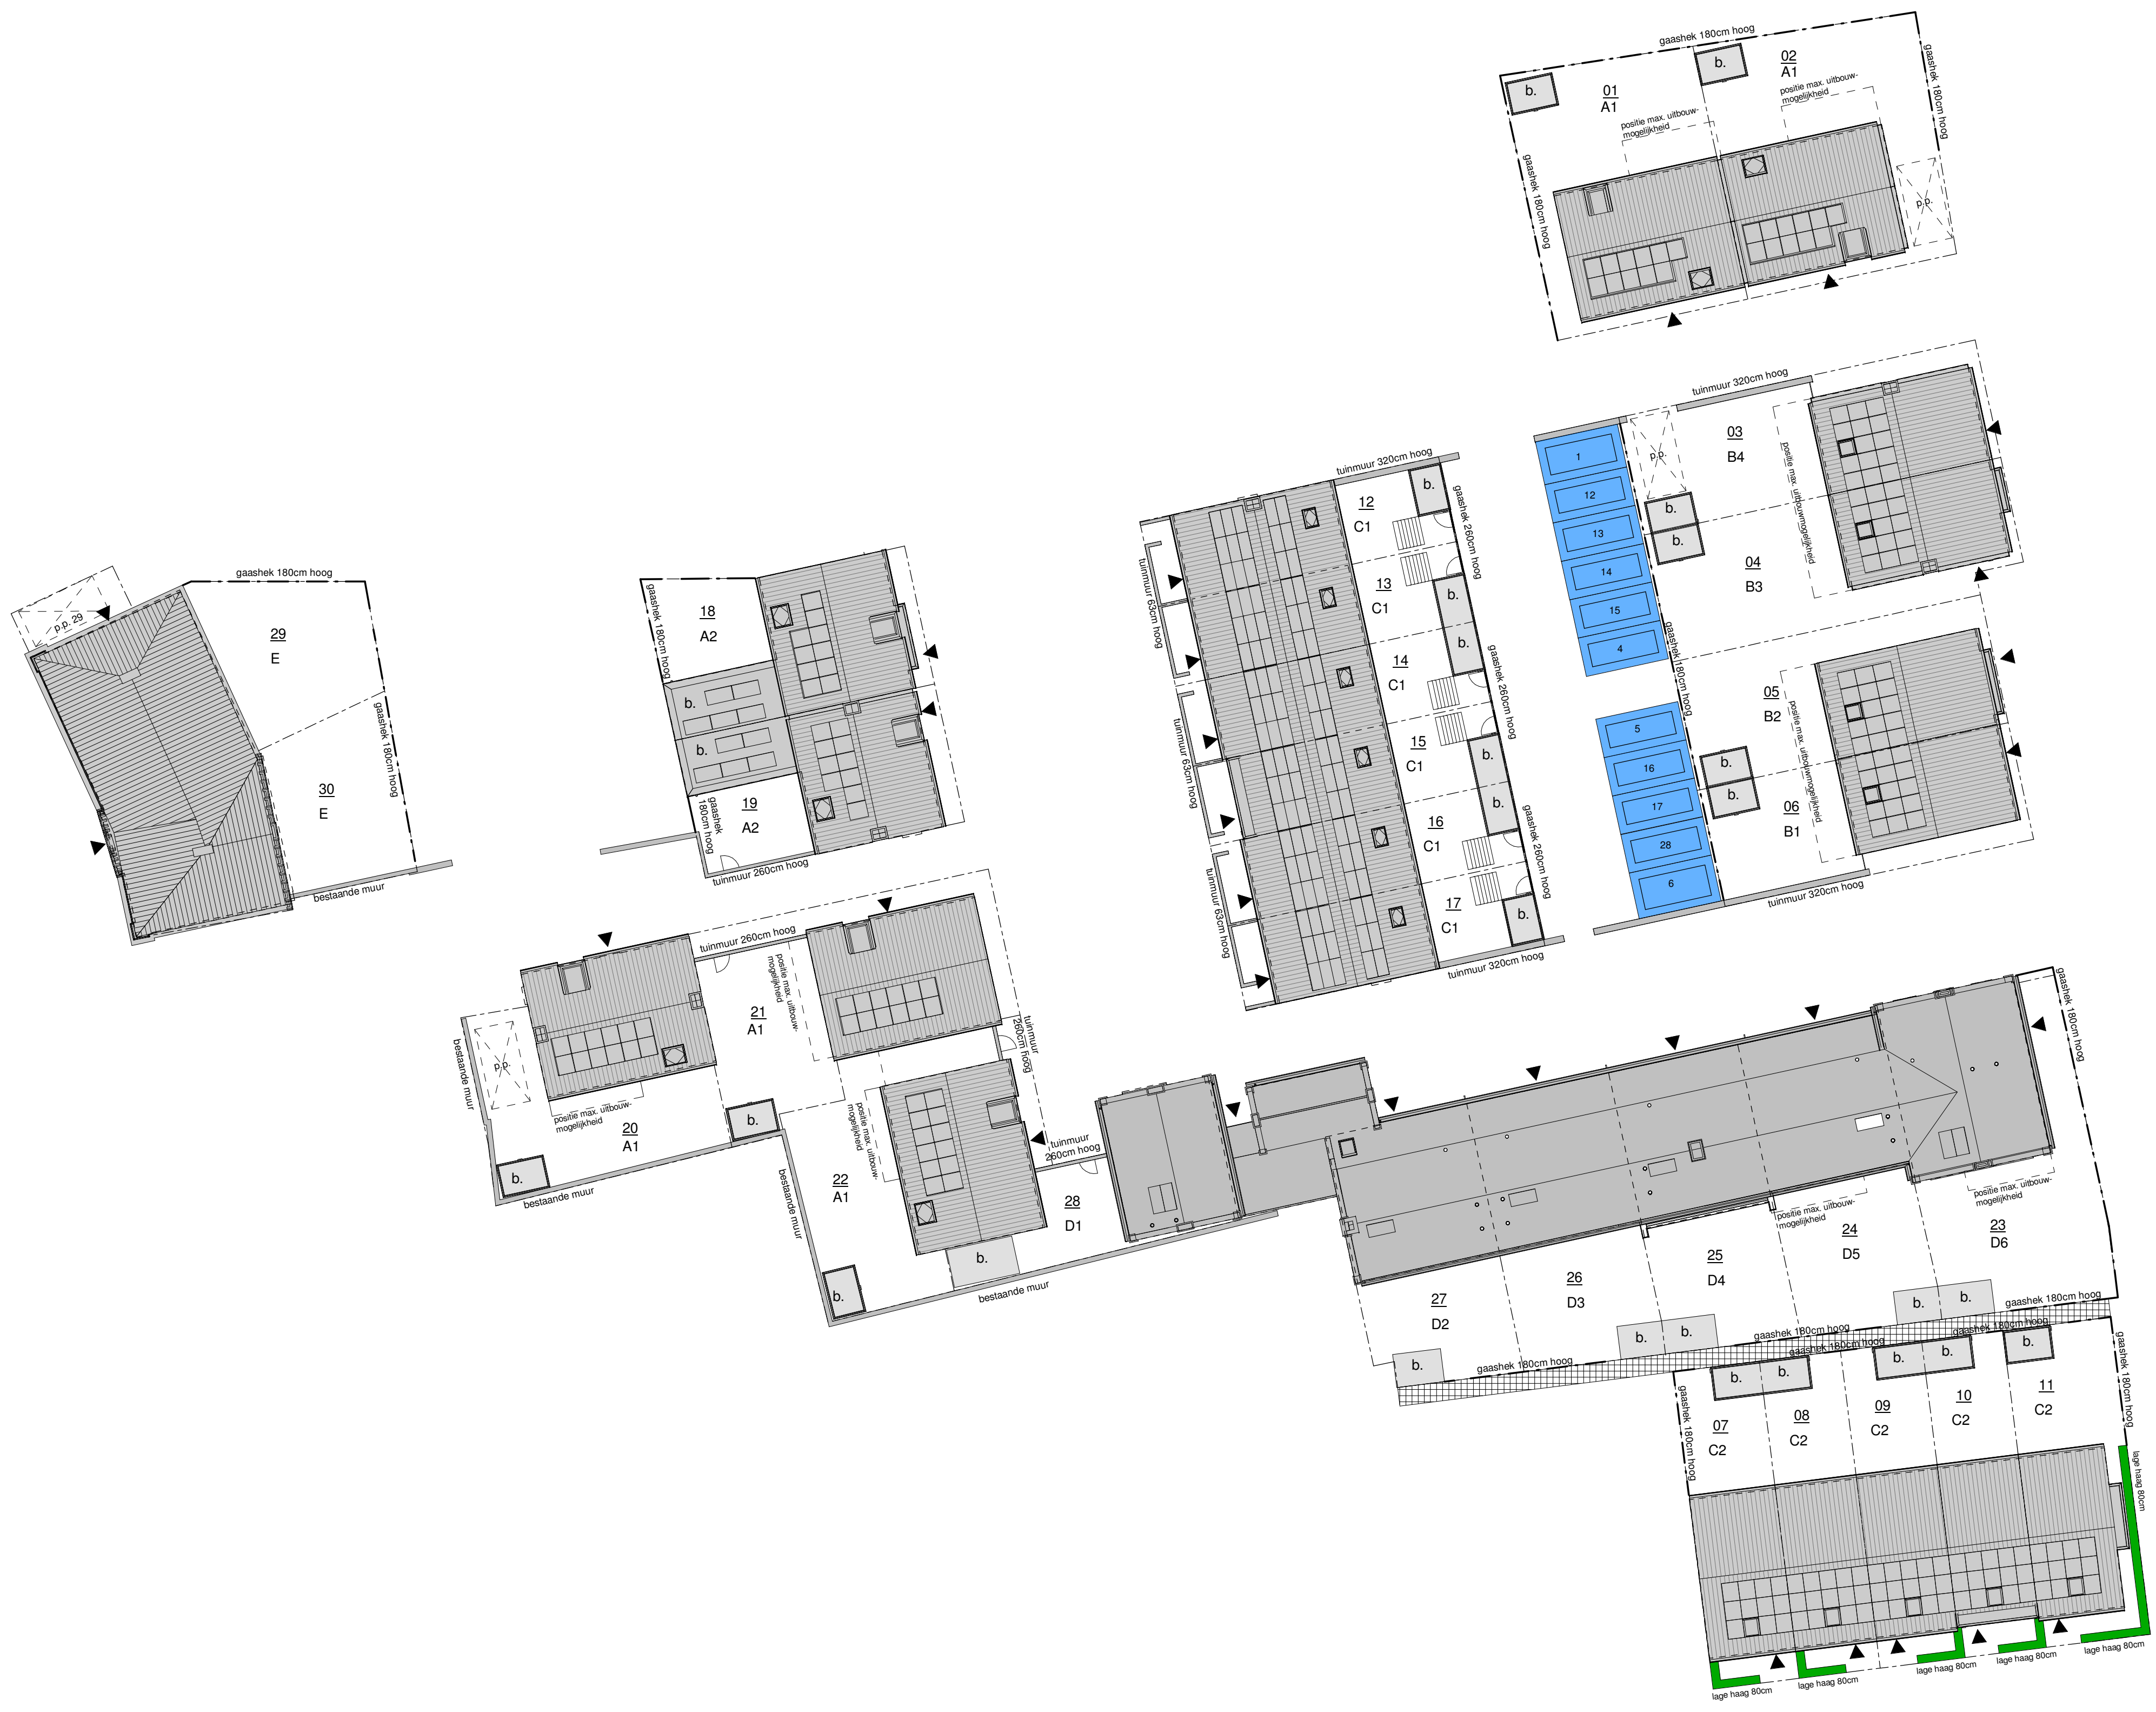 gaashek 180cm hoog
b.
b.
02
A1
01
A1
positie max. uitbouw-
mogelijkheid
positie max. uitbouw-
mogelijkheid
gaashek 180cm hoog
gaashek 180cm hoog
p.p.
tuinmuur 320cm hoog
03
B4
p.p.
b.
b.
04
B3
positie max. uitbouwmogelijkheid
1
12
13
14
15
4
gaashek 180cm hoog
5
16
17
28
6
05
B2
b.
b.
06
B1
positie max. uitbouwmogelijkheid
tuinmuur 320cm hoog
tuinmuur 320cm hoog
12
C1
b.
gaashek 260cm hoog
13
C1
b.
14
C1
b.
gaashek 260cm hoog
15
C1
b.
16
C1
b.
gaashek 260cm hoog
17
C1
b.
tuinmuur 320cm hoog
tuinmuur 63cm hoog
tuinmuur 63cm hoog
tuinmuur 63cm hoog
gaashek 180cm hoog
p.p. 29
29
E
30
E
gaashek 180cm hoog
bestaande muur
gaashek 180cm hoog
18
A2
b.
b.
19
A2
gaashek
180cm hoog
tuinmuur 260cm hoog
tuinmuur 260cm hoog
bestaande muur
p.p.
positie max. uitbouw-
mogelijkheid
20
A1
b.
bestaande muur
21
A1
b.
positie max. uitbouw-
mogelijkheid
tuinmuur
260cm hoog
positie max. uitbouw-
mogelijkheid
22
A1
b.
bestaande muur
b.
bestaande muur
tuinmuur
260cm hoog
28
D1
gaashek 180cm hoog
positie max. uitbouw-
mogelijkheid
positie max. uitbouw-
mogelijkheid
23
D6
24
D5
25
D4
26
D3
27
D2
b.
b.
b.
b.
b.
gaashek 180cm hoog
gaashek 180cm hoog
gaashek 180cm hoog
gaashek 180cm hoog
gaashek 180cm hoog
b.
b.
b.
b.
b.
gaashek 180cm hoog
gaashek 180cm hoog
07
C2
08
C2
09
C2
10
C2
11
C2
lage haag 80cm
lage haag 80cm
lage haag 80cm
lage haag 80cm
lage haag 80cm
lage haag 80cm